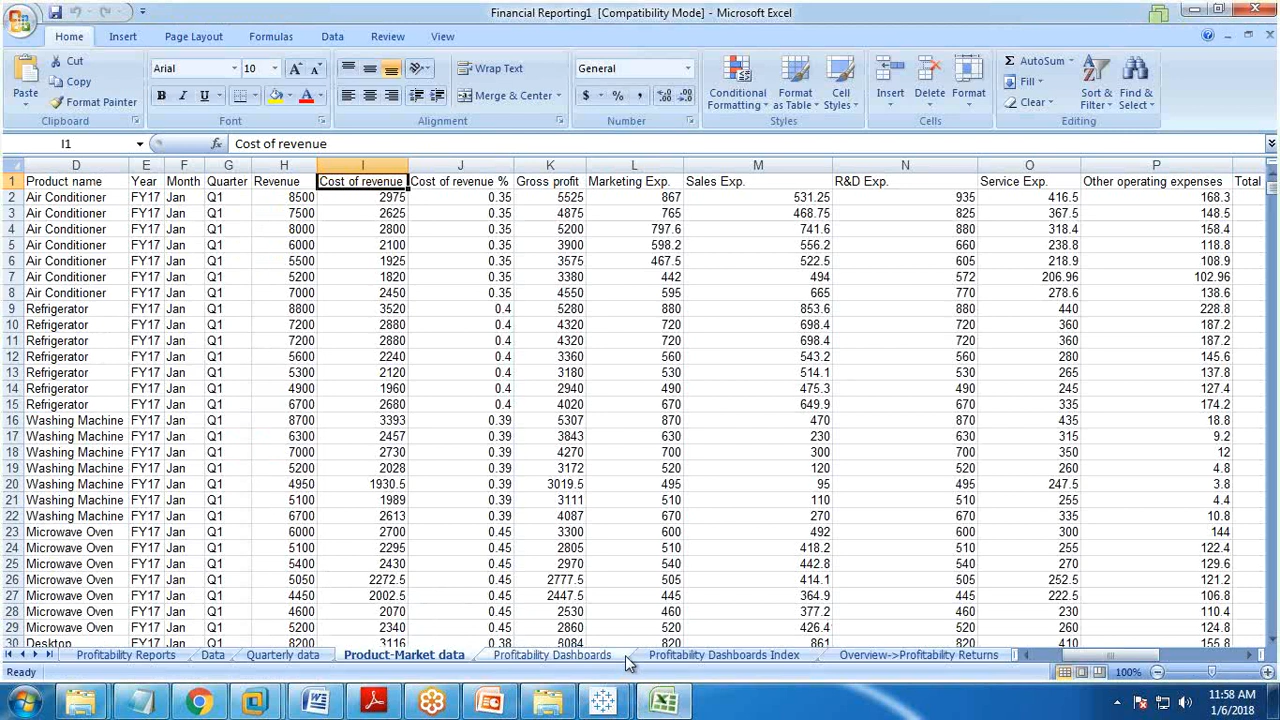 Financial Reporting1 [Compatibility Mode] - Microsoft Excel
Home Insert Page Layout Formulas Data Review View
Paste Cut Copy Format Painter Clipboard
Arial 10 A A B I U A Font
Wrap Text Merge & Center Alignment
General $ % , .00 .00 Number
Conditional Formatting Format as Table Cell Styles Styles
Insert Delete Format Cells
Σ AutoSum Fill Clear Sort & Filter Find & Select Editing
I1 fx Cost of revenue
D E F G H I J K L M N O P
1 Product name Year Month Quarter Revenue Cost of revenue Cost of revenue % Gross profit Marketing Exp. Sales Exp. R&D Exp. Service Exp. Other operating expenses Total
2 Air Conditioner FY17 Jan Q1 8500 2975 0.35 5525 867 531.25 935 416.5 168.3
3 Air Conditioner FY17 Jan Q1 7500 2625 0.35 4875 765 468.75 825 367.5 148.5
4 Air Conditioner FY17 Jan Q1 8000 2800 0.35 5200 797.6 741.6 880 318.4 158.4
5 Air Conditioner FY17 Jan Q1 6000 2100 0.35 3900 598.2 556.2 660 238.8 118.8
6 Air Conditioner FY17 Jan Q1 5500 1925 0.35 3575 467.5 522.5 605 218.9 108.9
7 Air Conditioner FY17 Jan Q1 5200 1820 0.35 3380 442 494 572 206.96 102.96
8 Air Conditioner FY17 Jan Q1 7000 2450 0.35 4550 595 665 770 278.6 138.6
9 Refrigerator FY17 Jan Q1 8800 3520 0.4 5280 880 853.6 880 440 228.8
10 Refrigerator FY17 Jan Q1 7200 2880 0.4 4320 720 698.4 720 360 187.2
11 Refrigerator FY17 Jan Q1 7200 2880 0.4 4320 720 698.4 720 360 187.2
12 Refrigerator FY17 Jan Q1 5600 2240 0.4 3360 560 543.2 560 280 145.6
13 Refrigerator FY17 Jan Q1 5300 2120 0.4 3180 530 514.1 530 265 137.8
14 Refrigerator FY17 Jan Q1 4900 1960 0.4 2940 490 475.3 490 245 127.4
15 Refrigerator FY17 Jan Q1 6700 2680 0.4 4020 670 649.9 670 335 174.2
16 Washing Machine FY17 Jan Q1 8700 3393 0.39 5307 870 470 870 435 18.8
17 Washing Machine FY17 Jan Q1 6300 2457 0.39 3843 630 230 630 315 9.2
18 Washing Machine FY17 Jan Q1 7000 2730 0.39 4270 700 300 700 350 12
19 Washing Machine FY17 Jan Q1 5200 2028 0.39 3172 520 120 520 260 4.8
20 Washing Machine FY17 Jan Q1 4950 1930.5 0.39 3019.5 495 95 495 247.5 3.8
21 Washing Machine FY17 Jan Q1 5100 1989 0.39 3111 510 110 510 255 4.4
22 Washing Machine FY17 Jan Q1 6700 2613 0.39 4087 670 270 670 335 10.8
23 Microwave Oven FY17 Jan Q1 6000 2700 0.45 3300 600 492 600 300 144
24 Microwave Oven FY17 Jan Q1 5100 2295 0.45 2805 510 418.2 510 255 122.4
25 Microwave Oven FY17 Jan Q1 5400 2430 0.45 2970 540 442.8 540 270 129.6
26 Microwave Oven FY17 Jan Q1 5050 2272.5 0.45 2777.5 505 414.1 505 252.5 121.2
27 Microwave Oven FY17 Jan Q1 4450 2002.5 0.45 2447.5 445 364.9 445 222.5 106.8
28 Microwave Oven FY17 Jan Q1 4600 2070 0.45 2530 460 377.2 460 230 110.4
29 Microwave Oven FY17 Jan Q1 5200 2340 0.45 2860 520 426.4 520 260 124.8
30 Desktop FY17 Jan Q1 8200 3116 0.38 5084 820 861 820 410 155.8
Profitability Reports Data Quarterly data Product-Market data Profitability Dashboards Profitability Dashboards Index Overview->Profitability Returns
Ready 100%
11:58 AM
1/6/2018